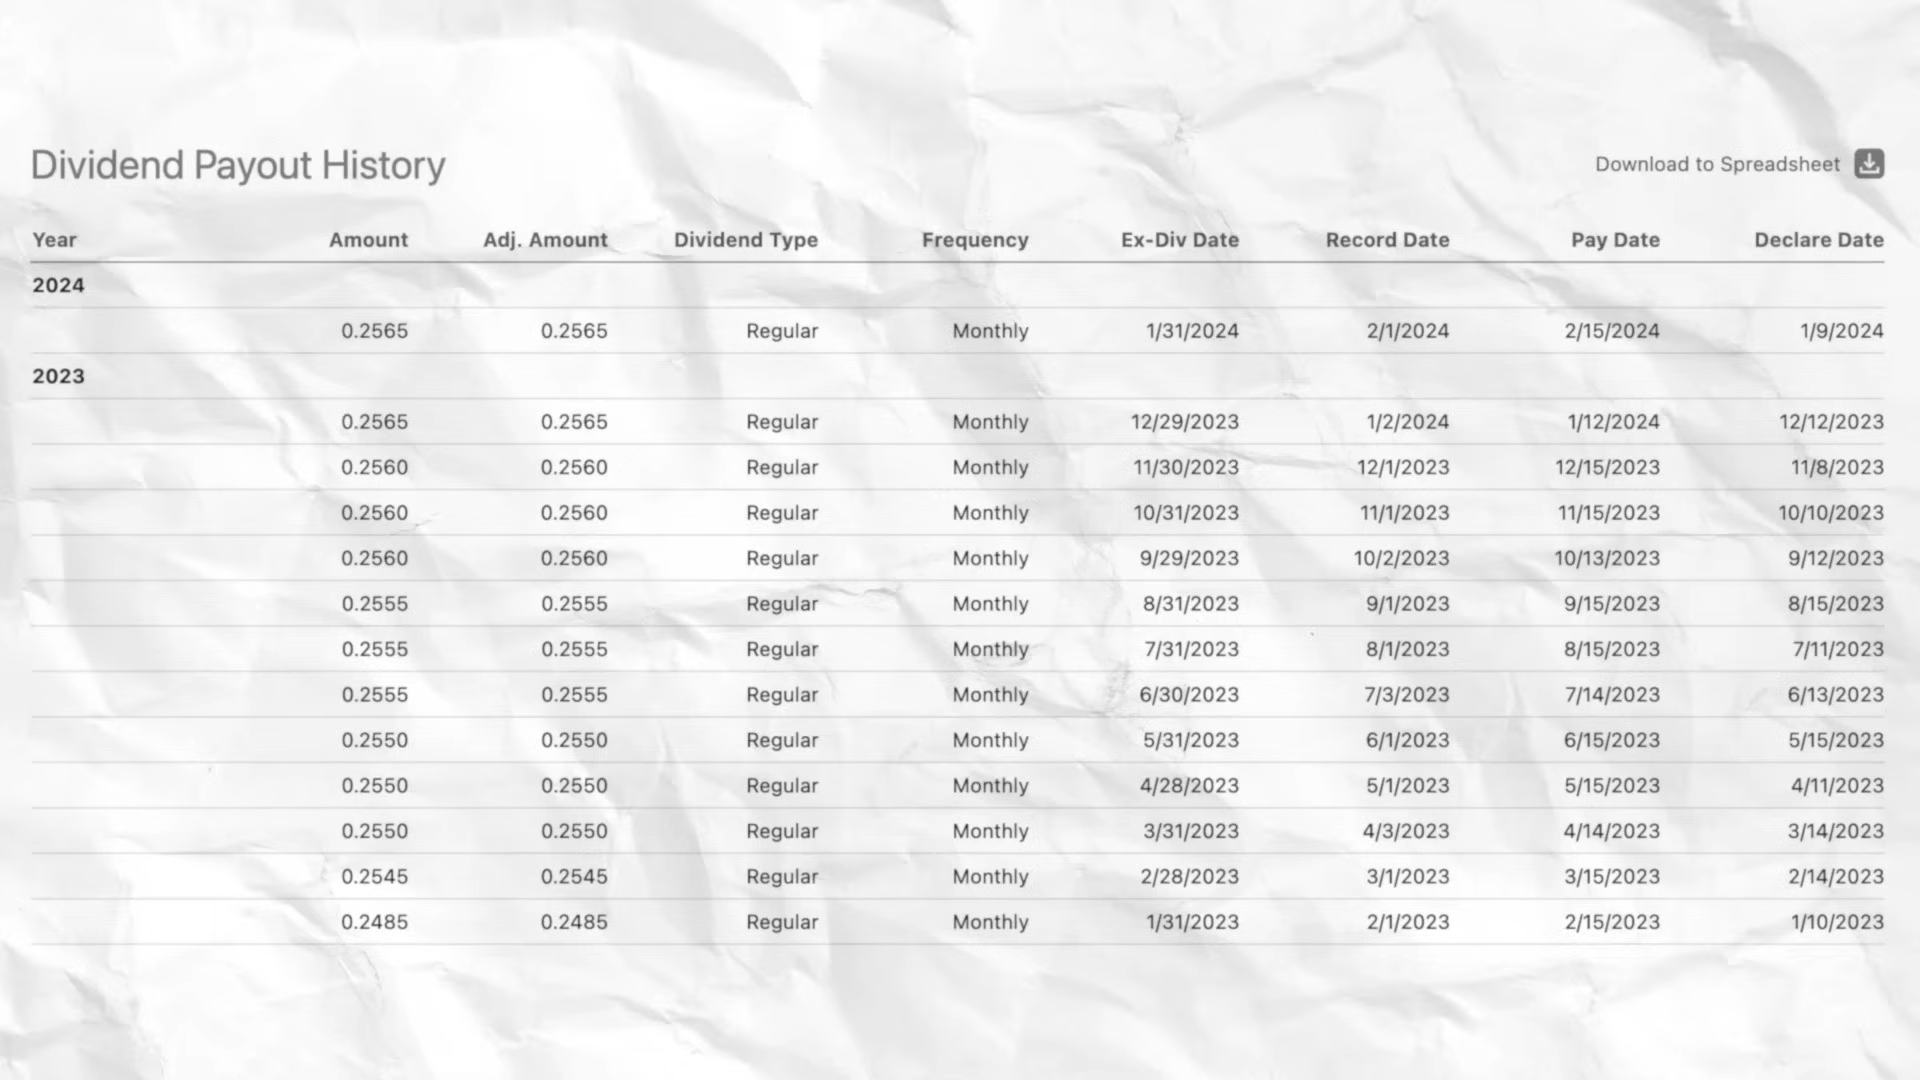 Dividend Payout History
Download to Spreadsheet
Year Amount Adj. Amount Dividend Type Frequency Ex-Div Date Record Date Pay Date Declare Date
2024
0.2565 0.2565 Regular Monthly 1/31/2024 2/1/2024 2/15/2024 1/9/2024
2023
0.2565 0.2565 Regular Monthly 12/29/2023 1/2/2024 1/12/2024 12/12/2023
0.2560 0.2560 Regular Monthly 11/30/2023 12/1/2023 12/15/2023 11/8/2023
0.2560 0.2560 Regular Monthly 10/31/2023 11/1/2023 11/15/2023 10/10/2023
0.2560 0.2560 Regular Monthly 9/29/2023 10/2/2023 10/13/2023 9/12/2023
0.2555 0.2555 Regular Monthly 8/31/2023 9/1/2023 9/15/2023 8/15/2023
0.2555 0.2555 Regular Monthly 7/31/2023 8/1/2023 8/15/2023 7/11/2023
0.2555 0.2555 Regular Monthly 6/30/2023 7/3/2023 7/14/2023 6/13/2023
0.2550 0.2550 Regular Monthly 5/31/2023 6/1/2023 6/15/2023 5/15/2023
0.2550 0.2550 Regular Monthly 4/28/2023 5/1/2023 5/15/2023 4/11/2023
0.2550 0.2550 Regular Monthly 3/31/2023 4/3/2023 4/14/2023 3/14/2023
0.2545 0.2545 Regular Monthly 2/28/2023 3/1/2023 3/15/2023 2/14/2023
0.2485 0.2485 Regular Monthly 1/31/2023 2/1/2023 2/15/2023 1/10/2023